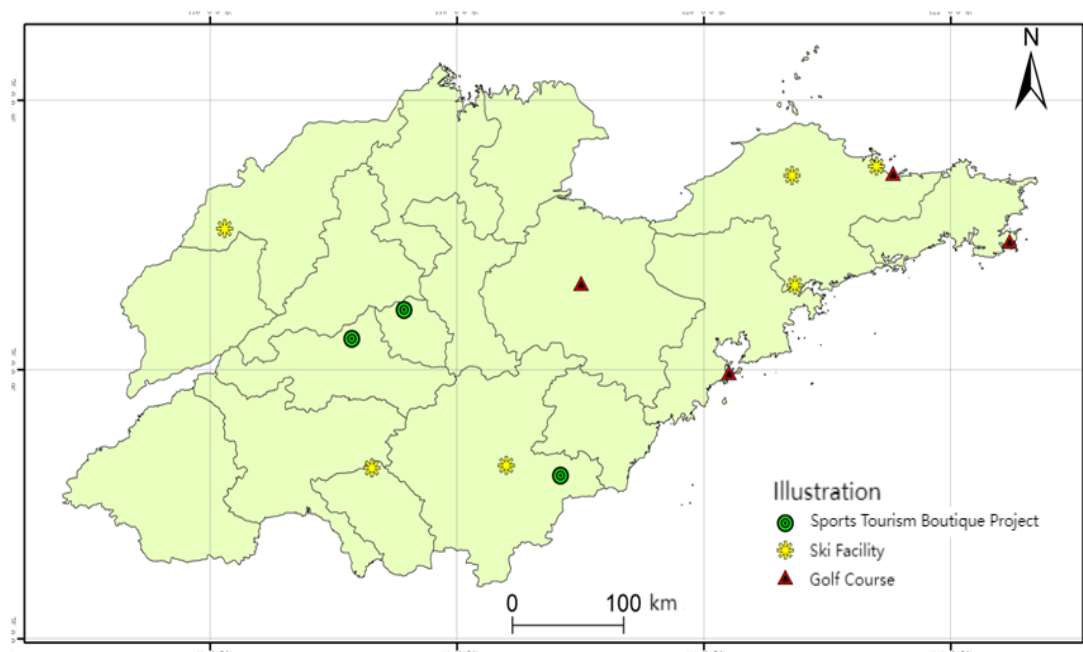 N
Illustration
Sports Tourism Boutique Project
Ski Facility
Golf Course
0 100 km